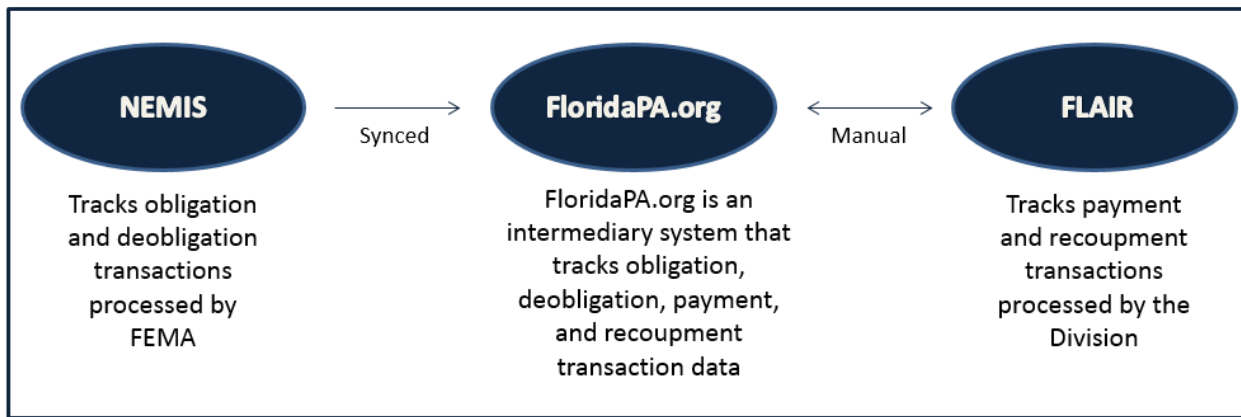 NEMIS
Synced
FloridaPA.org
Manual
FLAIR
Tracks obligation
and deobligation
transactions
processed by
FEMA
FloridaPA.org is an
intermediary system that
tracks obligation,
deobligation, payment,
and recoupment
transaction data
Tracks payment
and recoupment
transactions
processed by the
Division